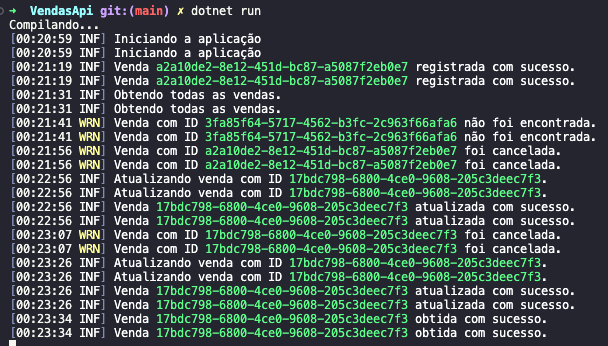 ➜ VendasApi git:(main) ✗ dotnet run
Compilando...
[00:20:59 INF] Iniciando a aplicação
[00:20:59 INF] Iniciando a aplicação
[00:21:19 INF] Venda a2a10de2-8e12-451d-bc87-a5087f2eb0e7 registrada com sucesso.
[00:21:19 INF] Venda a2a10de2-8e12-451d-bc87-a5087f2eb0e7 registrada com sucesso.
[00:21:31 INF] Obtendo todas as vendas.
[00:21:31 INF] Obtendo todas as vendas.
[00:21:41 WRN] Venda com ID 3fa85f64-5717-4562-b3fc-2c963f66afa6 não foi encontrada.
[00:21:41 WRN] Venda com ID 3fa85f64-5717-4562-b3fc-2c963f66afa6 não foi encontrada.
[00:21:56 WRN] Venda com ID a2a10de2-8e12-451d-bc87-a5087f2eb0e7 foi cancelada.
[00:21:56 WRN] Venda com ID a2a10de2-8e12-451d-bc87-a5087f2eb0e7 foi cancelada.
[00:22:56 INF] Atualizando venda com ID 17bdc798-6800-4ce0-9608-205c3deec7f3.
[00:22:56 INF] Atualizando venda com ID 17bdc798-6800-4ce0-9608-205c3deec7f3.
[00:22:56 INF] Venda 17bdc798-6800-4ce0-9608-205c3deec7f3 atualizada com sucesso.
[00:22:56 INF] Venda 17bdc798-6800-4ce0-9608-205c3deec7f3 atualizada com sucesso.
[00:23:07 WRN] Venda com ID 17bdc798-6800-4ce0-9608-205c3deec7f3 foi cancelada.
[00:23:07 WRN] Venda com ID 17bdc798-6800-4ce0-9608-205c3deec7f3 foi cancelada.
[00:23:26 INF] Atualizando venda com ID 17bdc798-6800-4ce0-9608-205c3deec7f3.
[00:23:26 INF] Atualizando venda com ID 17bdc798-6800-4ce0-9608-205c3deec7f3.
[00:23:26 INF] Venda 17bdc798-6800-4ce0-9608-205c3deec7f3 atualizada com sucesso.
[00:23:26 INF] Venda 17bdc798-6800-4ce0-9608-205c3deec7f3 atualizada com sucesso.
[00:23:34 INF] Venda 17bdc798-6800-4ce0-9608-205c3deec7f3 obtida com sucesso.
[00:23:34 INF] Venda 17bdc798-6800-4ce0-9608-205c3deec7f3 obtida com sucesso.